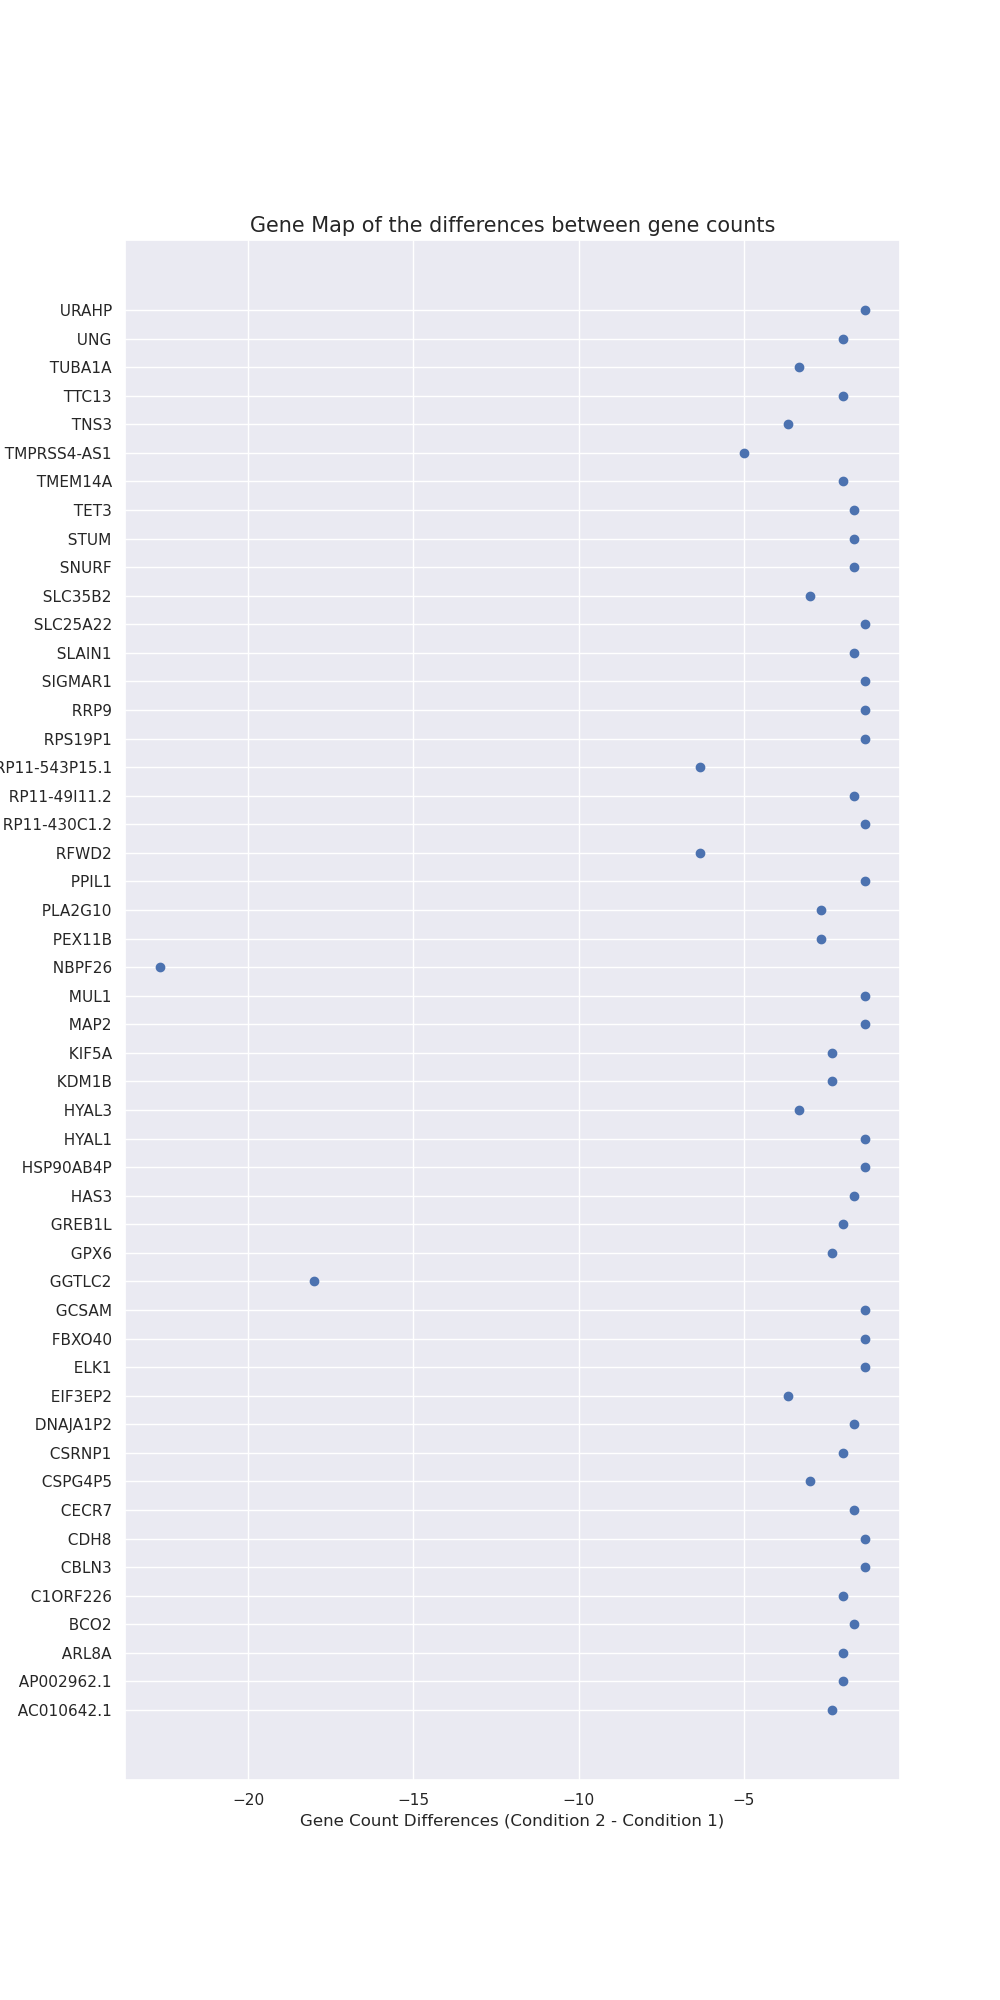 Gene Map of the differences between gene counts
URAHP
UNG
TUBA1A
TTC13
TNS3
TMPRSS4-AS1
TMEM14A
TET3
STUM
SNURF
SLC35B2
SLC25A22
SLAIN1
SIGMAR1
RRP9
RPS19P1
RP11-543P15.1
RP11-49I11.2
RP11-430C1.2
RFWD2
PPIL1
PLA2G10
PEX11B
NBPF26
MUL1
MAP2
KIF5A
KDM1B
HYAL3
HYAL1
HSP90AB4P
HAS3
GREB1L
GPX6
GGTLC2
GCSAM
FBXO40
ELK1
EIF3EP2
DNAJA1P2
CSRNP1
CSPG4P5
CECR7
CDH8
CBLN3
C1ORF226
BCO2
ARL8A
AP002962.1
AC010642.1
−20 −15 −10 −5
Gene Count Differences (Condition 2 - Condition 1)